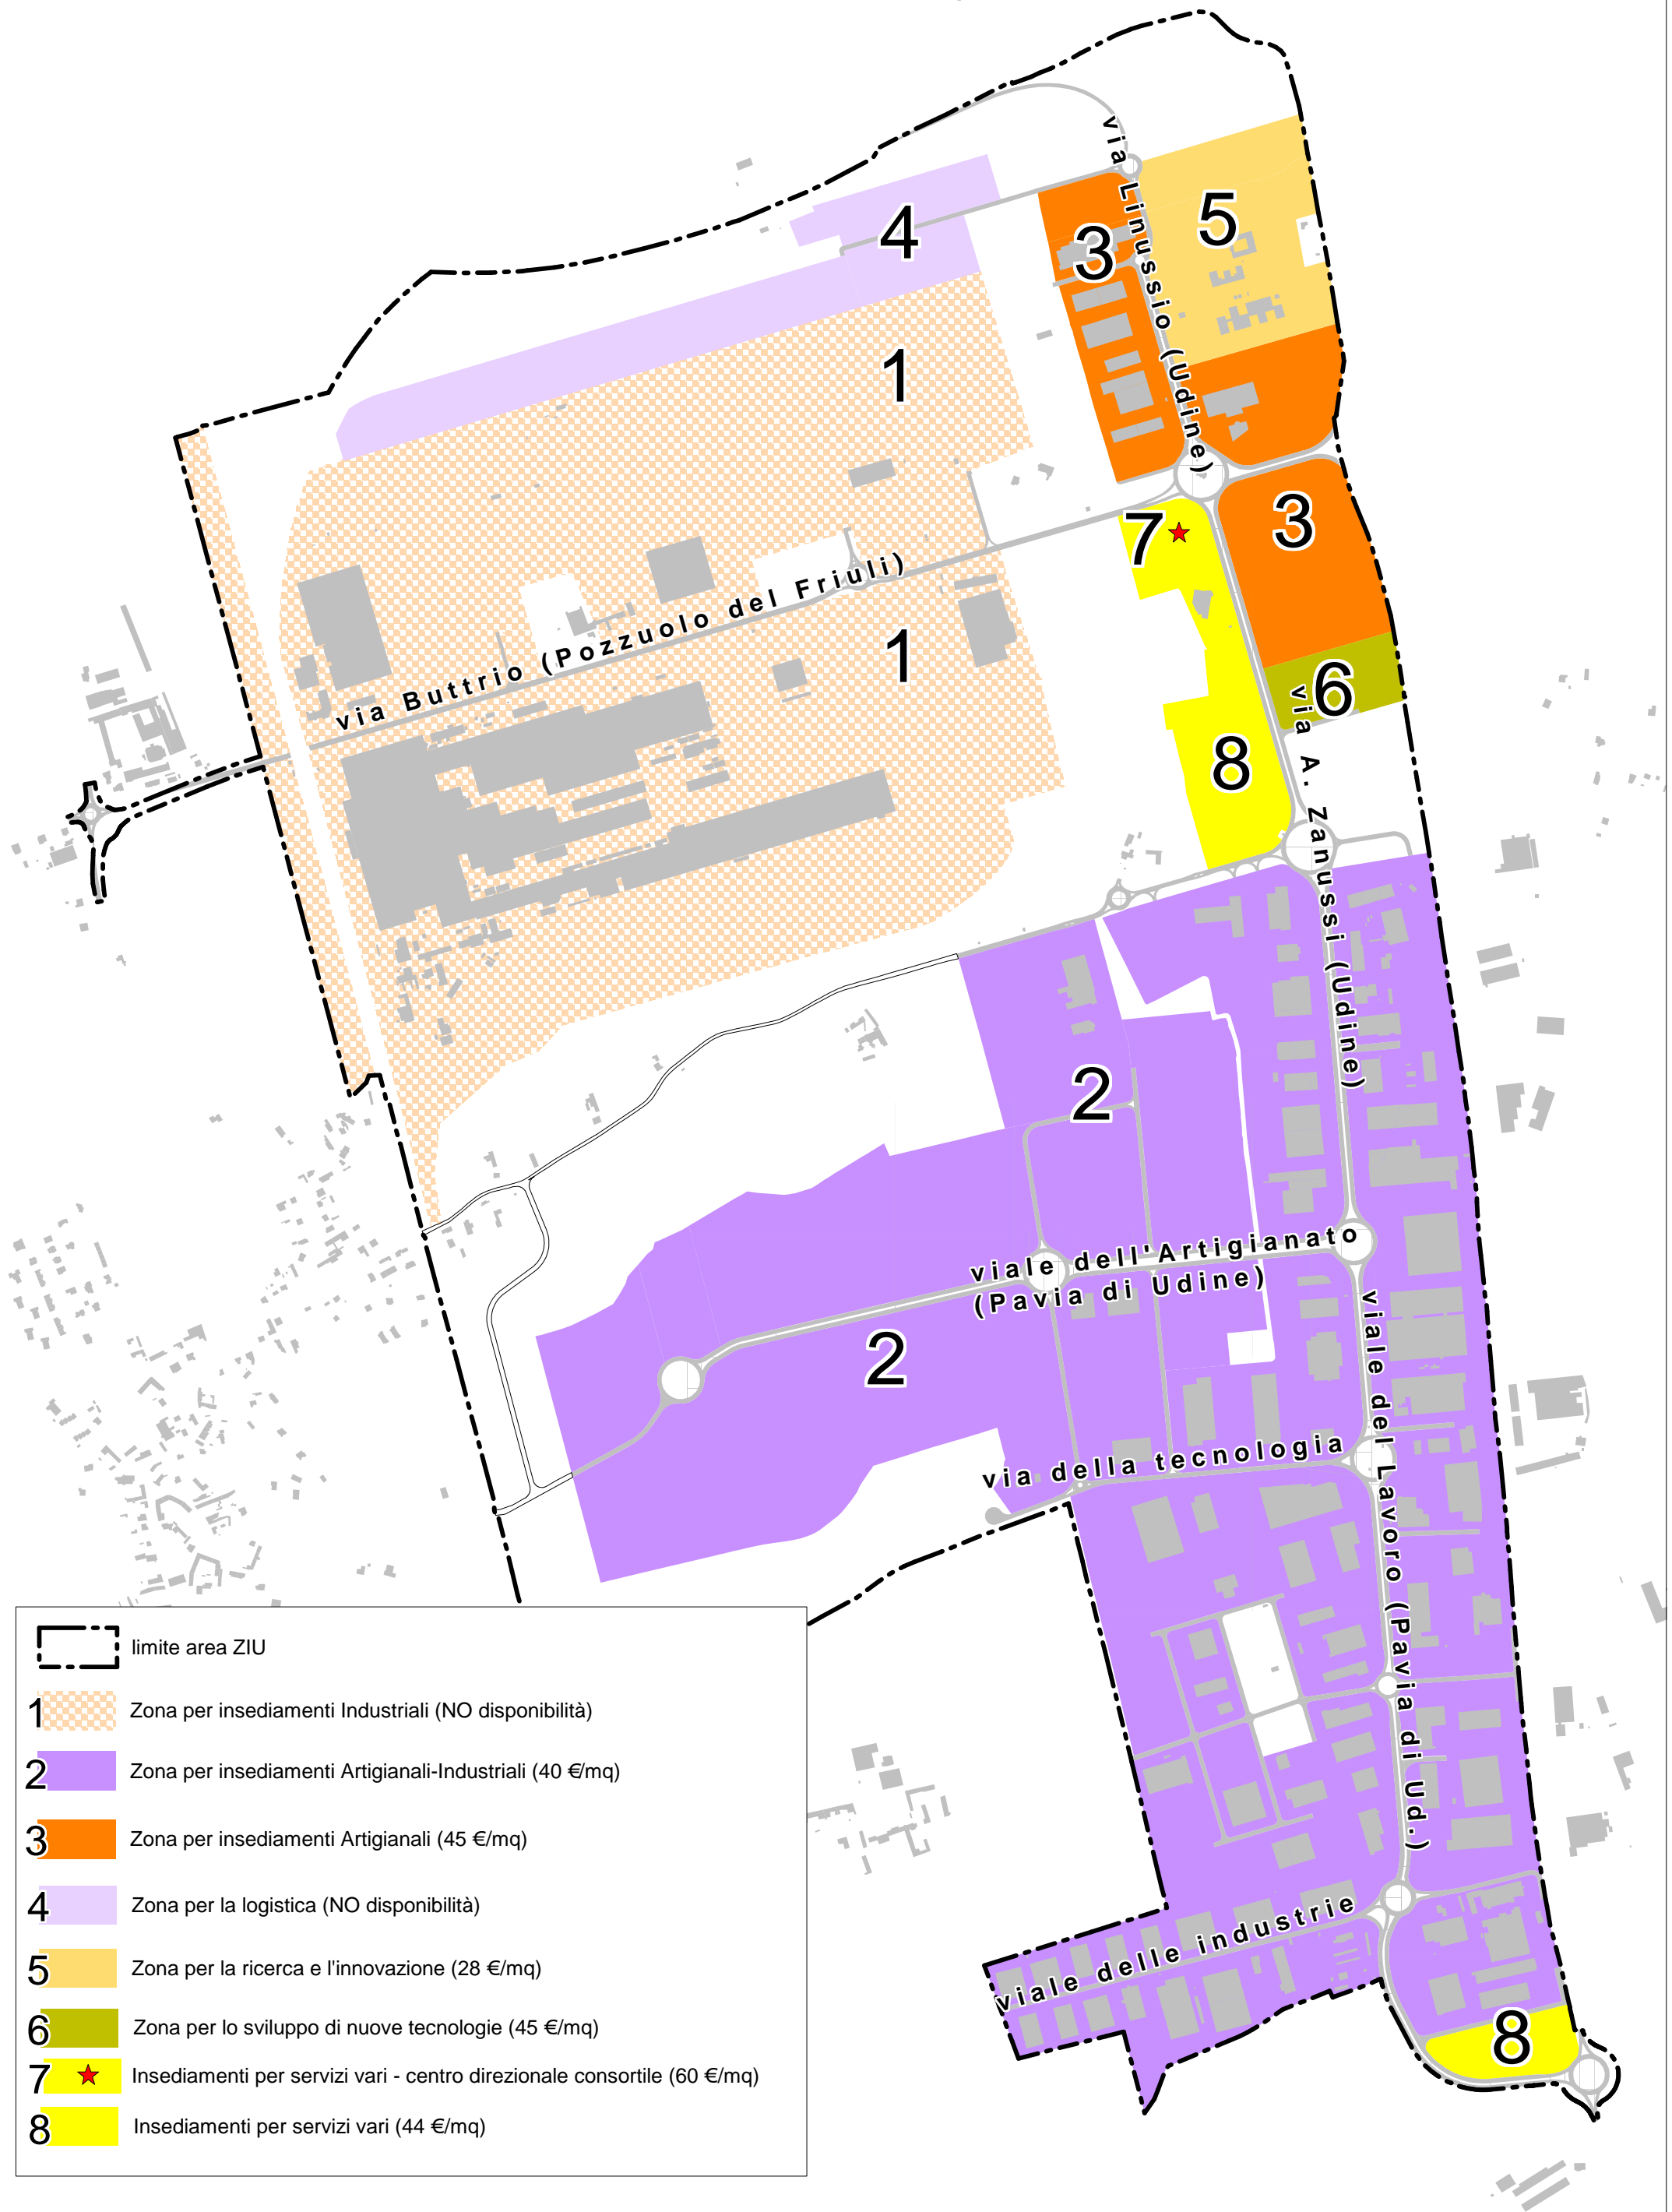 via Linussio (Udine)
5
4
3
1
3
7
via Buttrio (Pozzuolo del Friuli)
1
6
via A. Zanussi (Udine)
8
2
viale dell'Artigianato
(Pavia di Udine)
2
viale del Lavoro (Pavia di Ud.)
via della tecnologia
viale delle industrie
8
limite area ZIU
1 Zona per insediamenti Industriali (NO disponibilità)
2 Zona per insediamenti Artigianali-Industriali (40 €/mq)
3 Zona per insediamenti Artigianali (45 €/mq)
4 Zona per la logistica (NO disponibilità)
5 Zona per la ricerca e l'innovazione (28 €/mq)
6 Zona per lo sviluppo di nuove tecnologie (45 €/mq)
7 Insediamenti per servizi vari - centro direzionale consortile (60 €/mq)
8 Insediamenti per servizi vari (44 €/mq)